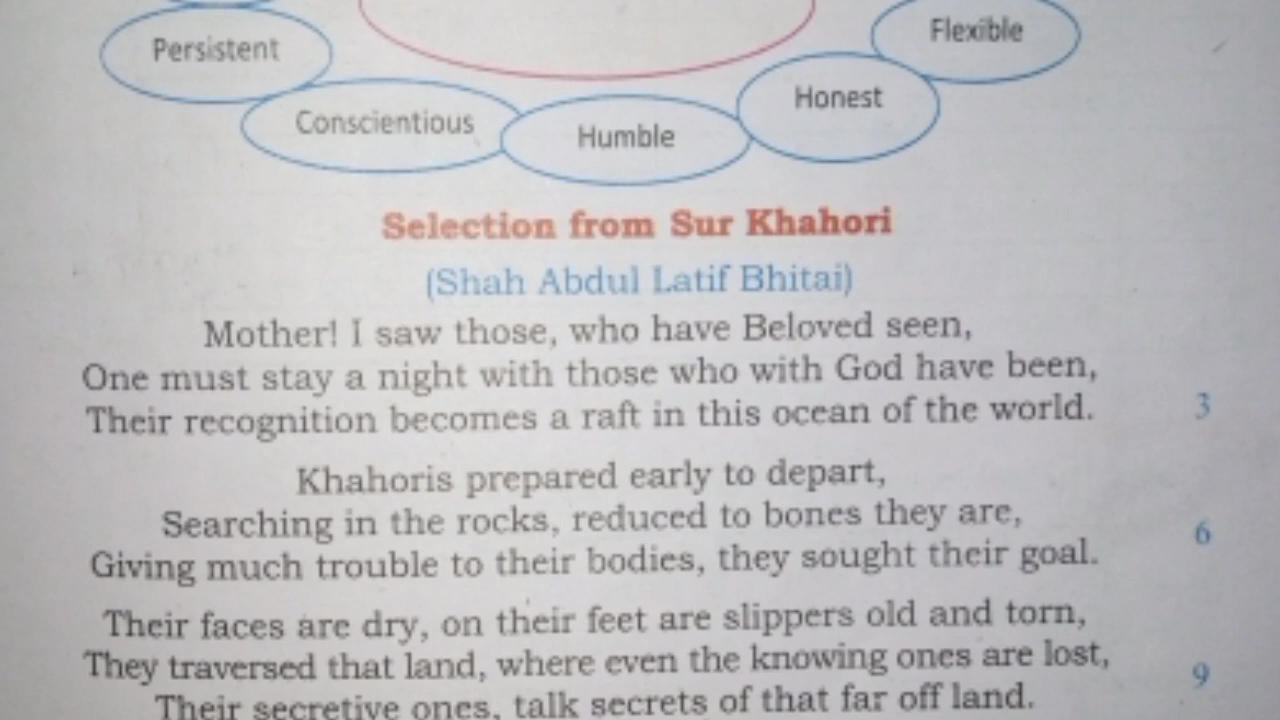 Flexible
Persistent
Honest
Conscientious
Humble
Selection from Sur Khahori
(Shah Abdul Latif Bhitai)
Mother! I saw those, who have Beloved seen,
One must stay a night with those who with God have been,
Their recognition becomes a raft in this ocean of the world. 3
Khahoris prepared early to depart,
Searching in the rocks, reduced to bones they are,
Giving much trouble to their bodies, they sought their goal. 6
Their faces are dry, on their feet are slippers old and torn,
They traversed that land, where even the knowing ones are lost,
Their secretive ones, talk secrets of that far off land. 9